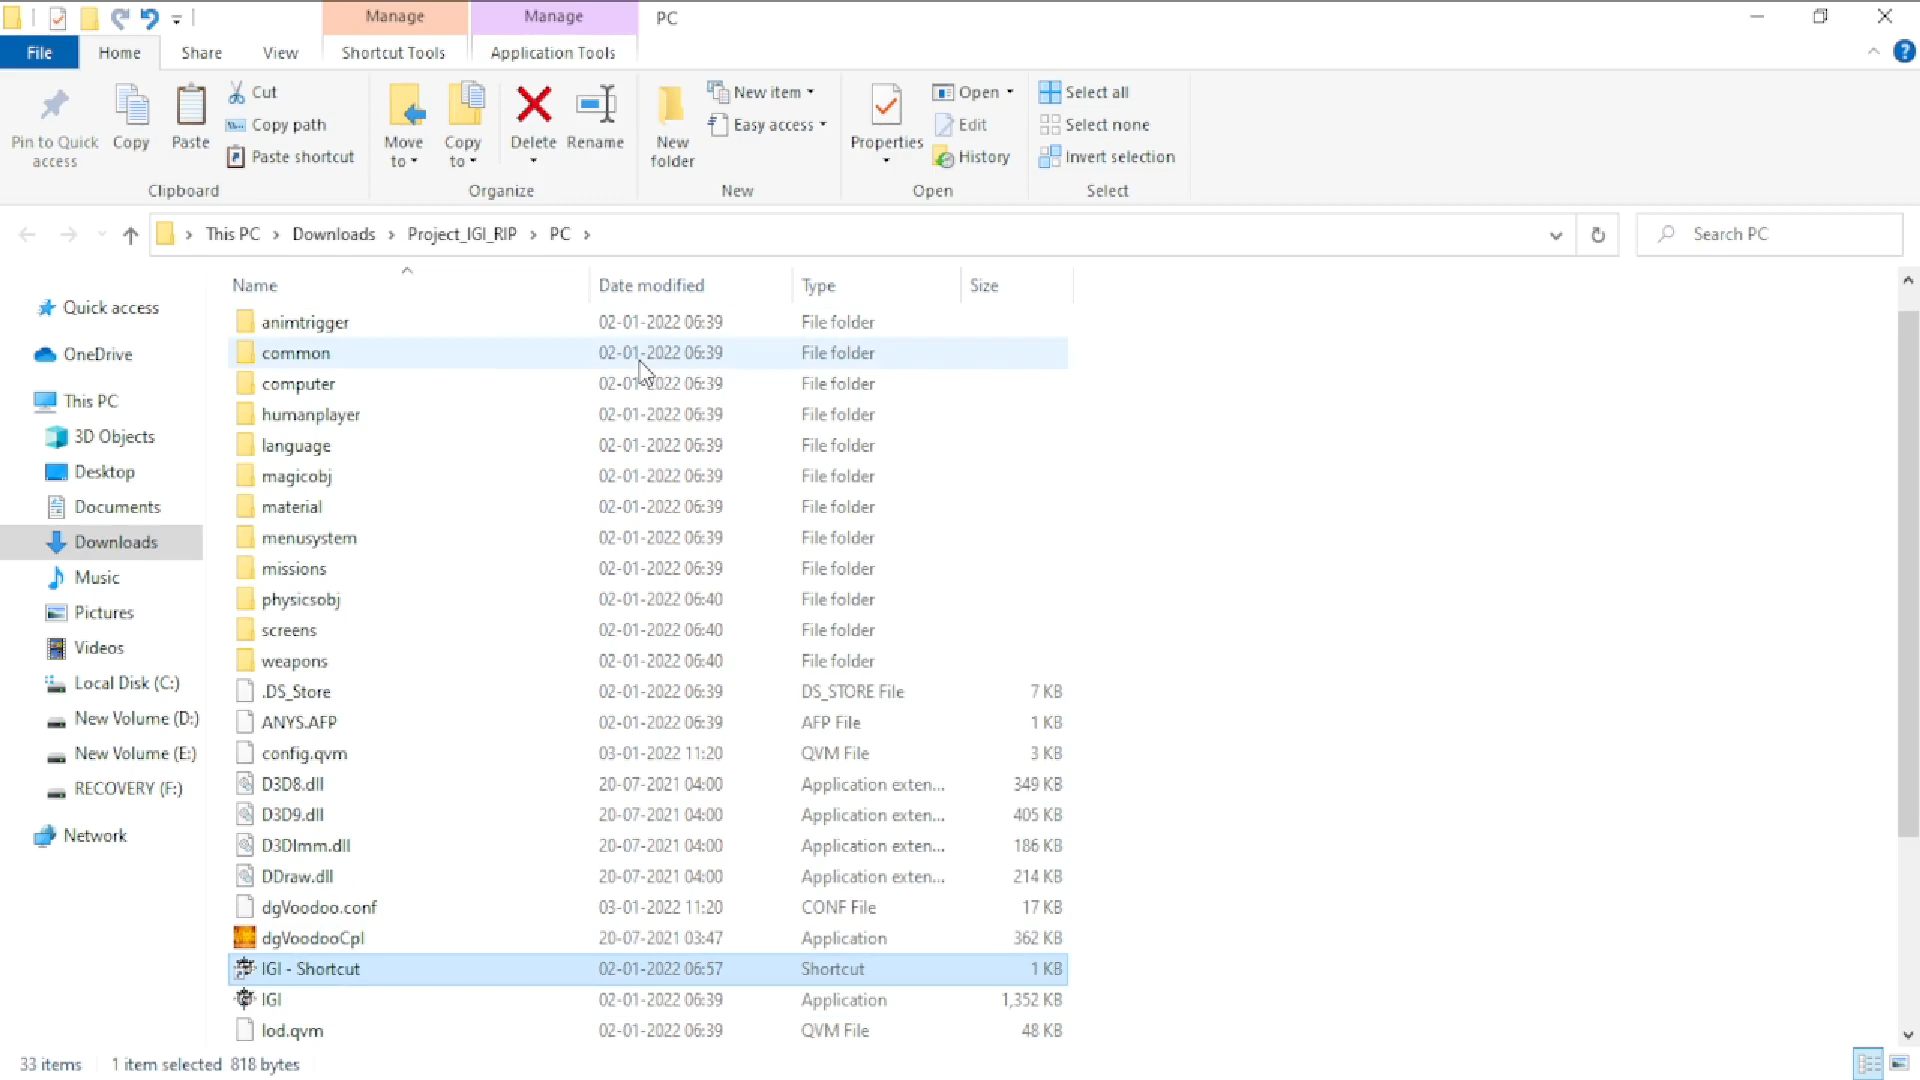 Manage
Manage
PC
File
Home
Share
View
Shortcut Tools
Application Tools
Pin to Quick access
Copy
Paste
Cut
Copy path
Paste shortcut
Clipboard
Move to
Copy to
Delete
Rename
Organize
New folder
New item
Easy access
New
Properties
Open
Edit
History
Open
Select all
Select none
Invert selection
Select
This PC > Downloads > Project_IGI_RIP > PC >
Search PC
Quick access
OneDrive
This PC
3D Objects
Desktop
Documents
Downloads
Music
Pictures
Videos
Local Disk (C:)
New Volume (D:)
New Volume (E:)
RECOVERY (F:)
Network
Name Date modified Type Size
animtrigger 02-01-2022 06:39 File folder
common 02-01-2022 06:39 File folder
computer 02-01-2022 06:39 File folder
humanplayer 02-01-2022 06:39 File folder
language 02-01-2022 06:39 File folder
magicobj 02-01-2022 06:39 File folder
material 02-01-2022 06:39 File folder
menusystem 02-01-2022 06:39 File folder
missions 02-01-2022 06:39 File folder
physicsobj 02-01-2022 06:40 File folder
screens 02-01-2022 06:40 File folder
weapons 02-01-2022 06:40 File folder
.DS_Store 02-01-2022 06:39 DS_STORE File 7 KB
ANYS.AFP 02-01-2022 06:39 AFP File 1 KB
config.qvm 03-01-2022 11:20 QVM File 3 KB
D3D8.dll 20-07-2021 04:00 Application exten... 349 KB
D3D9.dll 20-07-2021 04:00 Application exten... 405 KB
D3DImm.dll 20-07-2021 04:00 Application exten... 186 KB
DDraw.dll 20-07-2021 04:00 Application exten... 214 KB
dgVoodoo.conf 03-01-2022 11:20 CONF File 17 KB
dgVoodooCpl 20-07-2021 03:47 Application 362 KB
IGI - Shortcut 02-01-2022 06:57 Shortcut 1 KB
IGI 02-01-2022 06:39 Application 1,352 KB
lod.qvm 02-01-2022 06:39 QVM File 48 KB
33 items 1 item selected 818 bytes